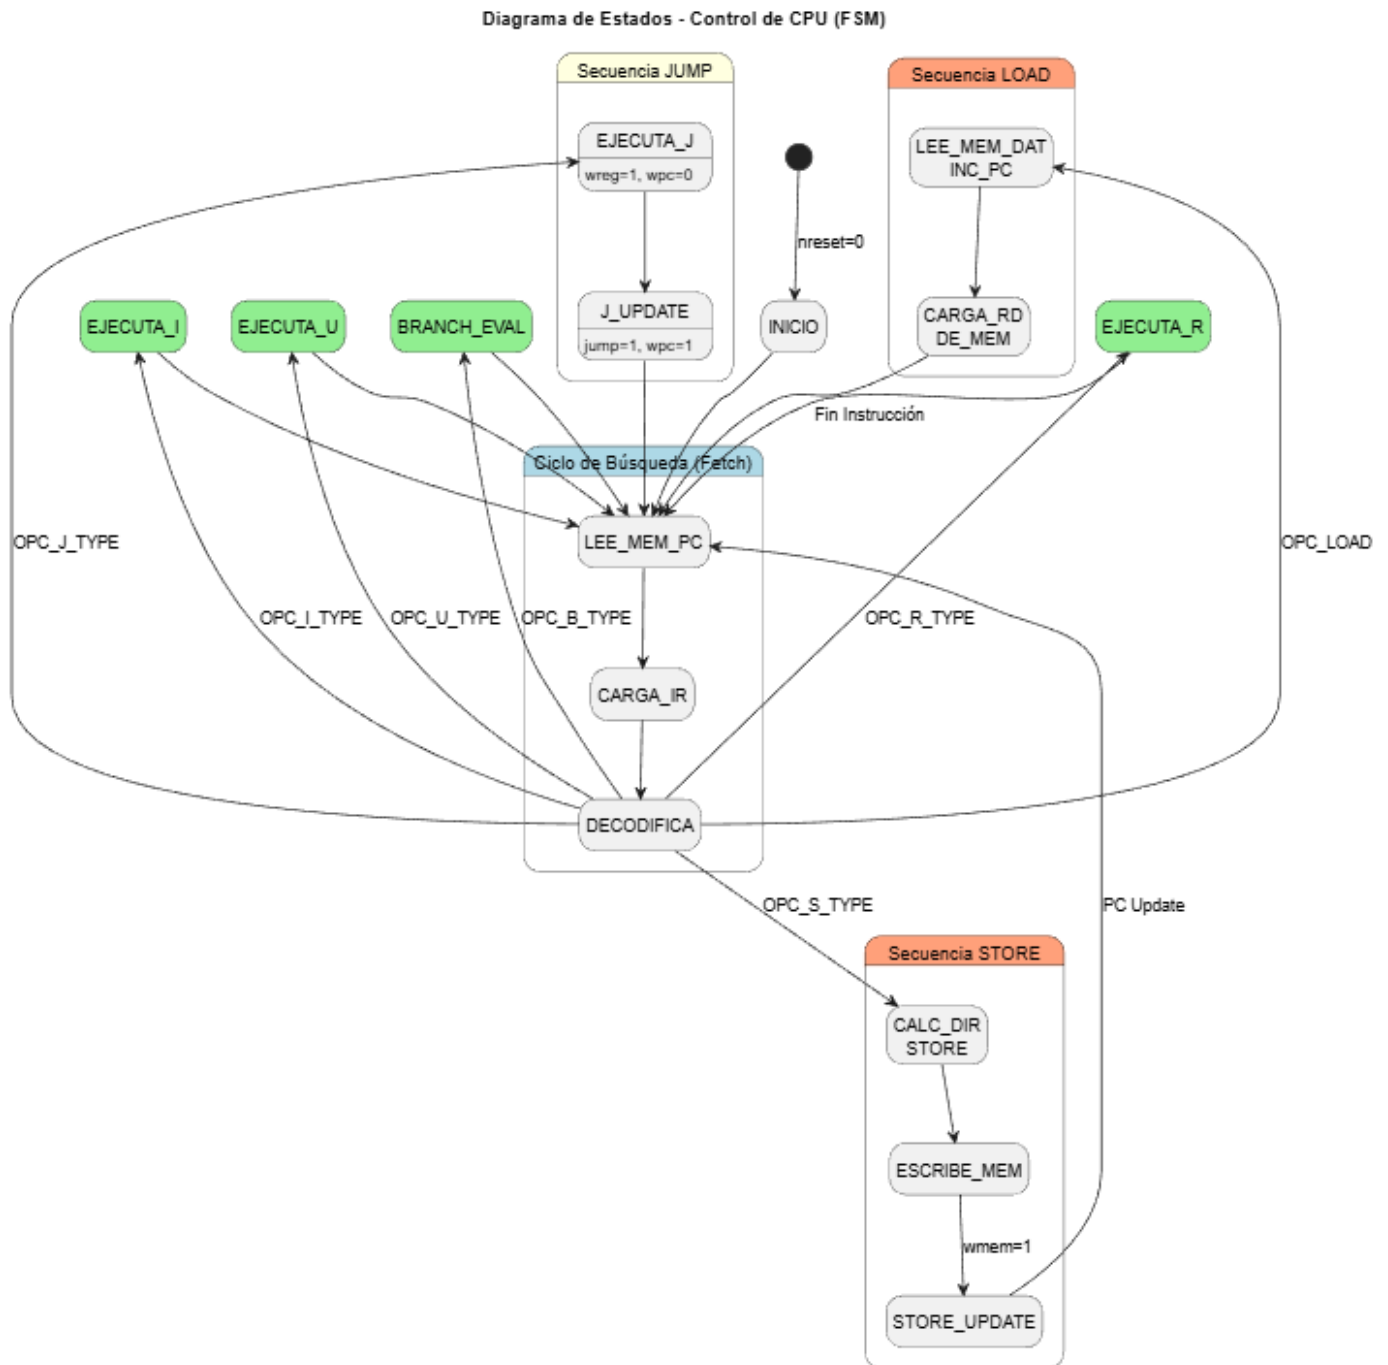 Diagrama de Estados - Control de CPU (FSM)
Secuencia JUMP
Secuencia LOAD
EJECUTA_J
wreg=1, wpc=0
LEE_MEM_DAT
INC_PC
nreset=0
EJECUTA_I
EJECUTA_U
BRANCH_EVAL
J_UPDATE
jump=1, wpc=1
INICIO
CARGA_RD
DE_MEM
EJECUTA_R
Fin Instrucción
Ciclo de Búsqueda (Fetch)
LEE_MEM_PC
OPC_J_TYPE
OPC_LOAD
OPC_I_TYPE
OPC_U_TYPE
OPC_B_TYPE
OPC_R_TYPE
CARGA_IR
DECODIFICA
OPC_S_TYPE
PC Update
Secuencia STORE
CALC_DIR
STORE
ESCRIBE_MEM
wmem=1
STORE_UPDATE